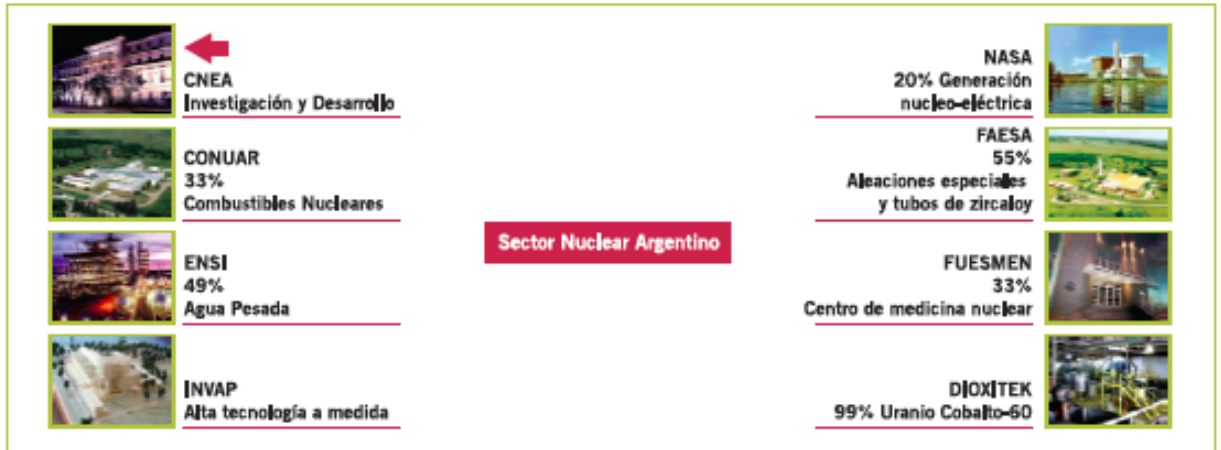 CNEA
Investigación y Desarrollo
CONUAR
33%
Combustibles Nucleares
ENSI
49%
Agua Pesada
INVAP
Alta tecnología a medida
Sector Nuclear Argentino
NASA
20% Generación
nucleo-eléctrica
FAESA
55%
Aleaciones especiales
y tubos de zircaloy
FUESMEN
33%
Centro de medicina nuclear
DIOXITEK
99% Uranio Cobalto-60